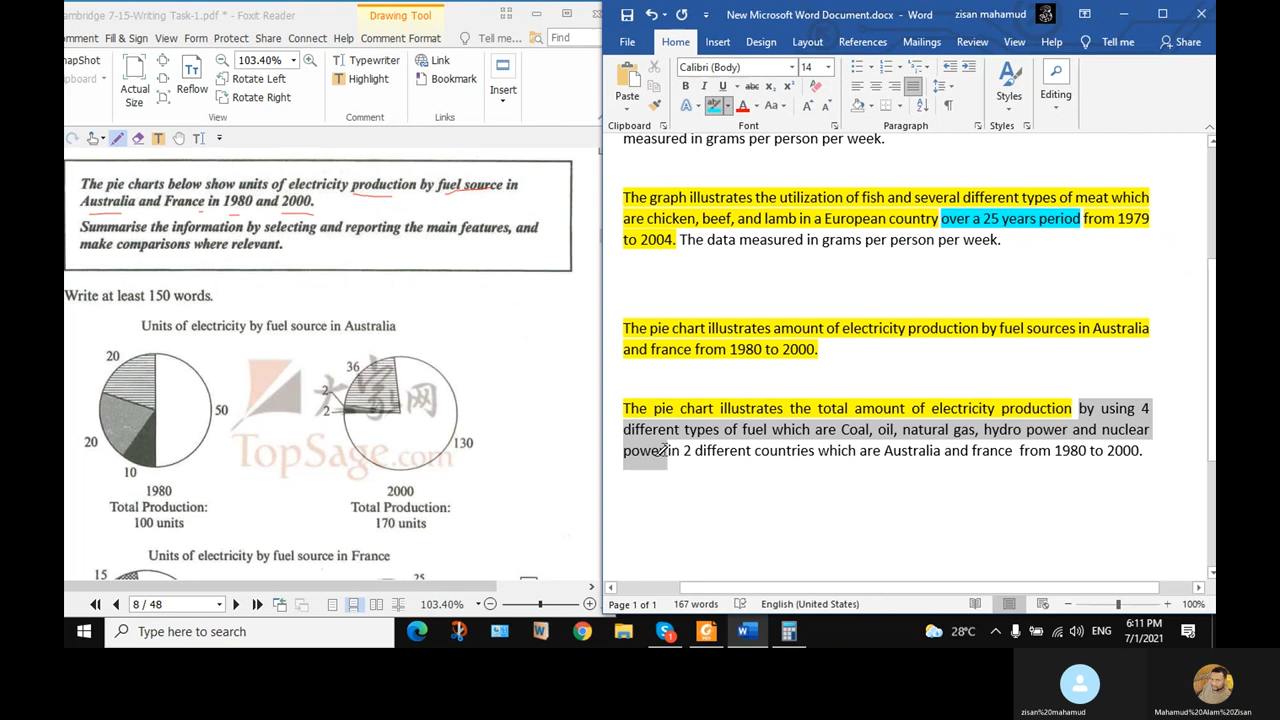 ambridge 7-15-Writing Task-1.pdf * - Foxit Reader
Drawing Tool
omment Fill & Sign View Form Protect Share Connect Help Comment Format Tell me... Find
SnapShot
pboard
Actual Size
Reflow
103.40%
Rotate Left
Rotate Right
View
Typewriter
Highlight
Comment
Link
Bookmark
Links
Insert
The pie charts below show units of electricity production by fuel source in
Australia and France in 1980 and 2000.
Summarise the information by selecting and reporting the main features, and
make comparisons where relevant.
Write at least 150 words.
Units of electricity by fuel source in Australia
20
50
20
10
1980
Total Production:
100 units
36
2
2
130
2000
Total Production:
170 units
大家网
TopSage.com
Units of electricity by fuel source in France
15
25
8 / 48
103.40%
New Microsoft Word Document.docx - Word
zisan mahamud
File Home Insert Design Layout References Mailings Review View Help Tell me Share
Paste
Clipboard
Calibri (Body) 14
B I U abc x₂ x²
A A Aa A A
Font
Paragraph
Styles
Styles
Editing
measured in grams per person per week.
The graph illustrates the utilization of fish and several different types of meat which
are chicken, beef, and lamb in a European country over a 25 years period from 1979
to 2004. The data measured in grams per person per week.
The pie chart illustrates amount of electricity production by fuel sources in Australia
and france from 1980 to 2000.
The pie chart illustrates the total amount of electricity production by using 4
different types of fuel which are Coal, oil, natural gas, hydro power and nuclear
power in 2 different countries which are Australia and france from 1980 to 2000.
Page 1 of 1 167 words English (United States) 100%
Type here to search
28°C ENG
6:11 PM
7/1/2021
zisan%20mahamud
Mahamud%20Alam%20Zisan